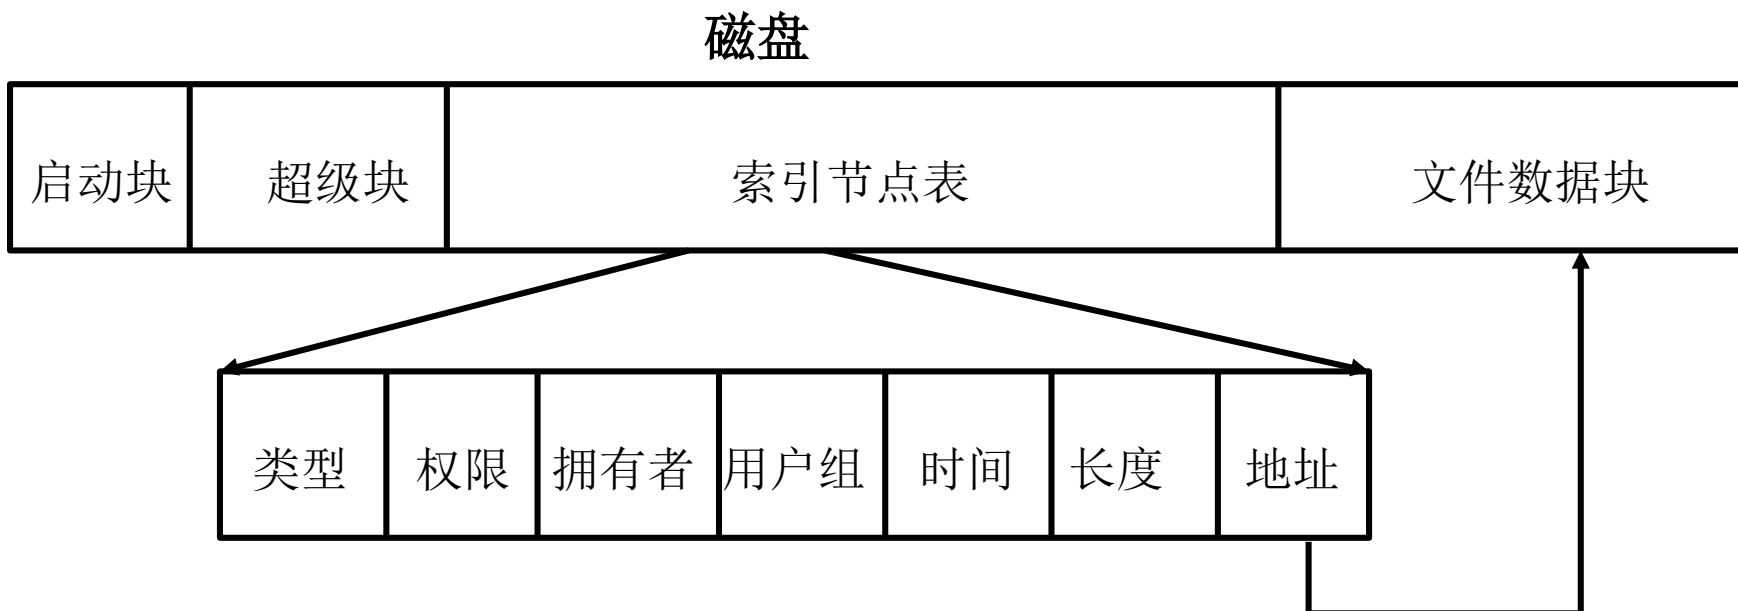 磁盘
启动块 超级块 索引节点表 文件数据块
类型 权限 拥有者 用户组 时间 长度 地址